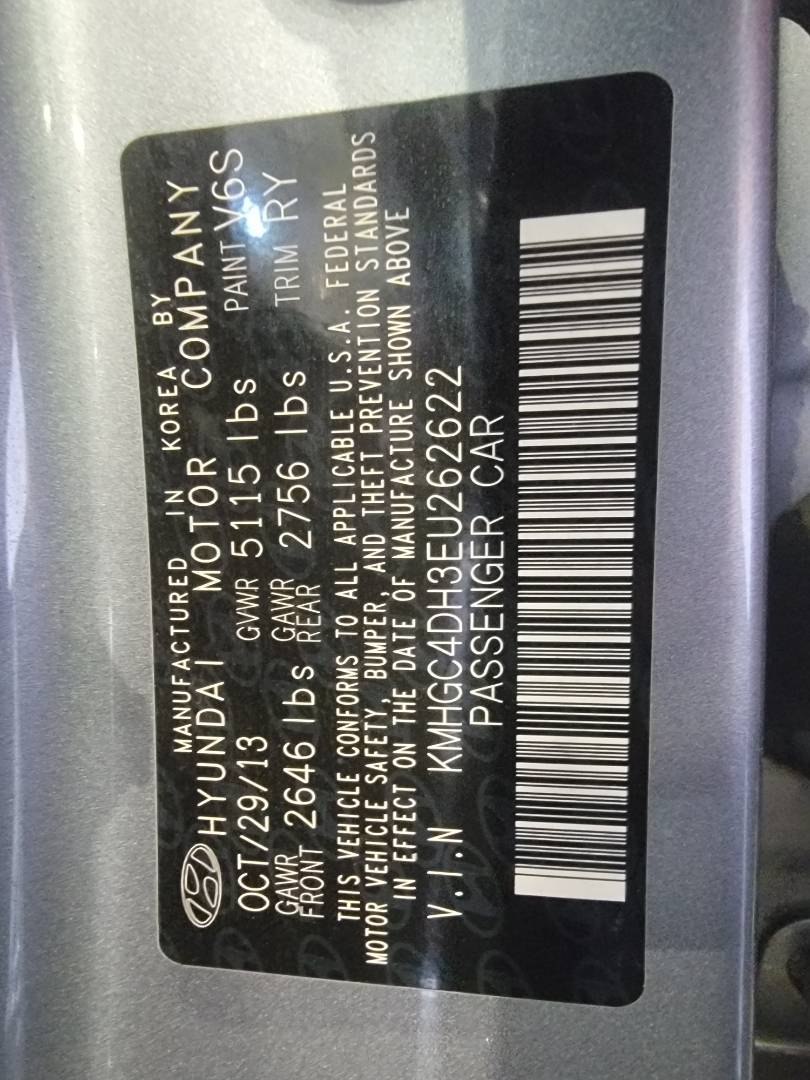 MANUFACTURED IN KOREA BY
HYUNDAI MOTOR COMPANY
OCT/29/13 GVWR 5115 lbs PAINT V6S
GAWR FRONT 2646 lbs GAWR REAR 2756 lbs TRIM RY
THIS VEHICLE CONFORMS TO ALL APPLICABLE U.S.A. FEDERAL
MOTOR VEHICLE SAFETY, BUMPER, AND THEFT PREVENTION STANDARDS
IN EFFECT ON THE DATE OF MANUFACTURE SHOWN ABOVE
V.I.N KMHGC4DH3EU262622
PASSENGER CAR